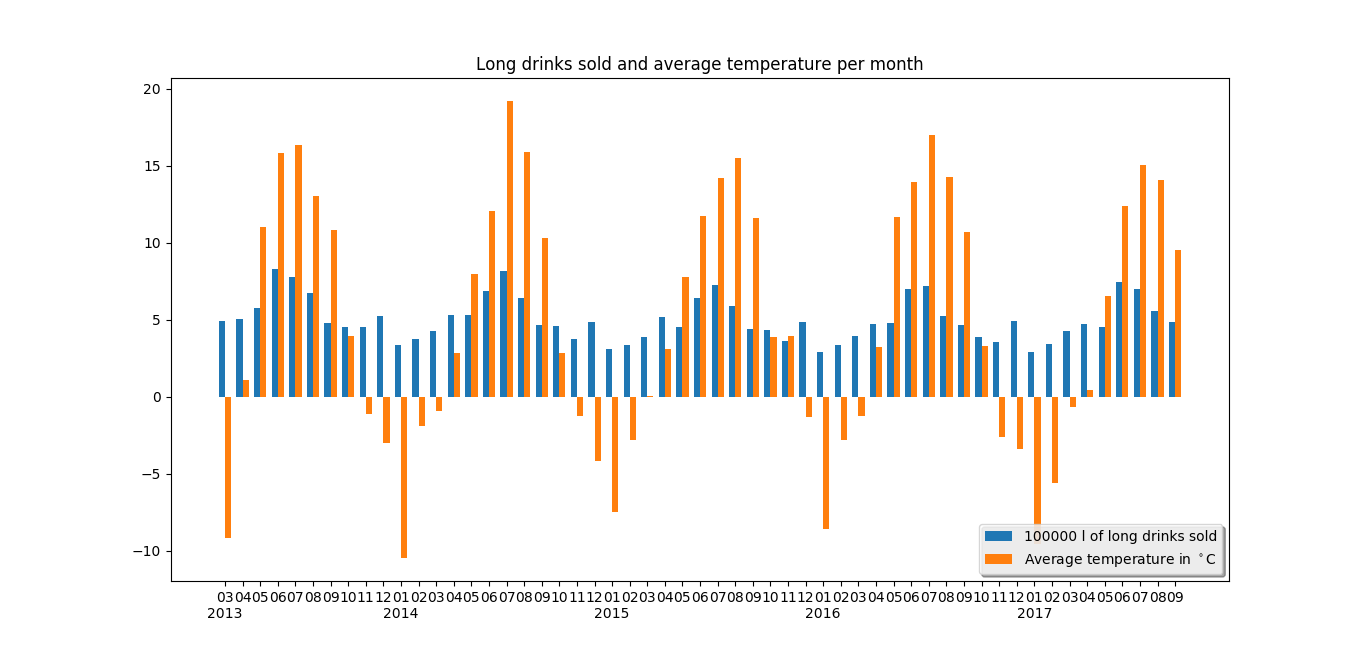 Long drinks sold and average temperature per month
20
15
10
5
0
−5
−10
100000 l of long drinks sold
Average temperature in °C
03 04 05 06 07 08 09 10 11 12 01 02 03 04 05 06 07 08 09 10 11 12 01 02 03 04 05 06 07 08 09 10 11 12 01 02 03 04 05 06 07 08 09 10 11 12 01 02 03 04 05 06 07 08 09
2013 2014 2015 2016 2017